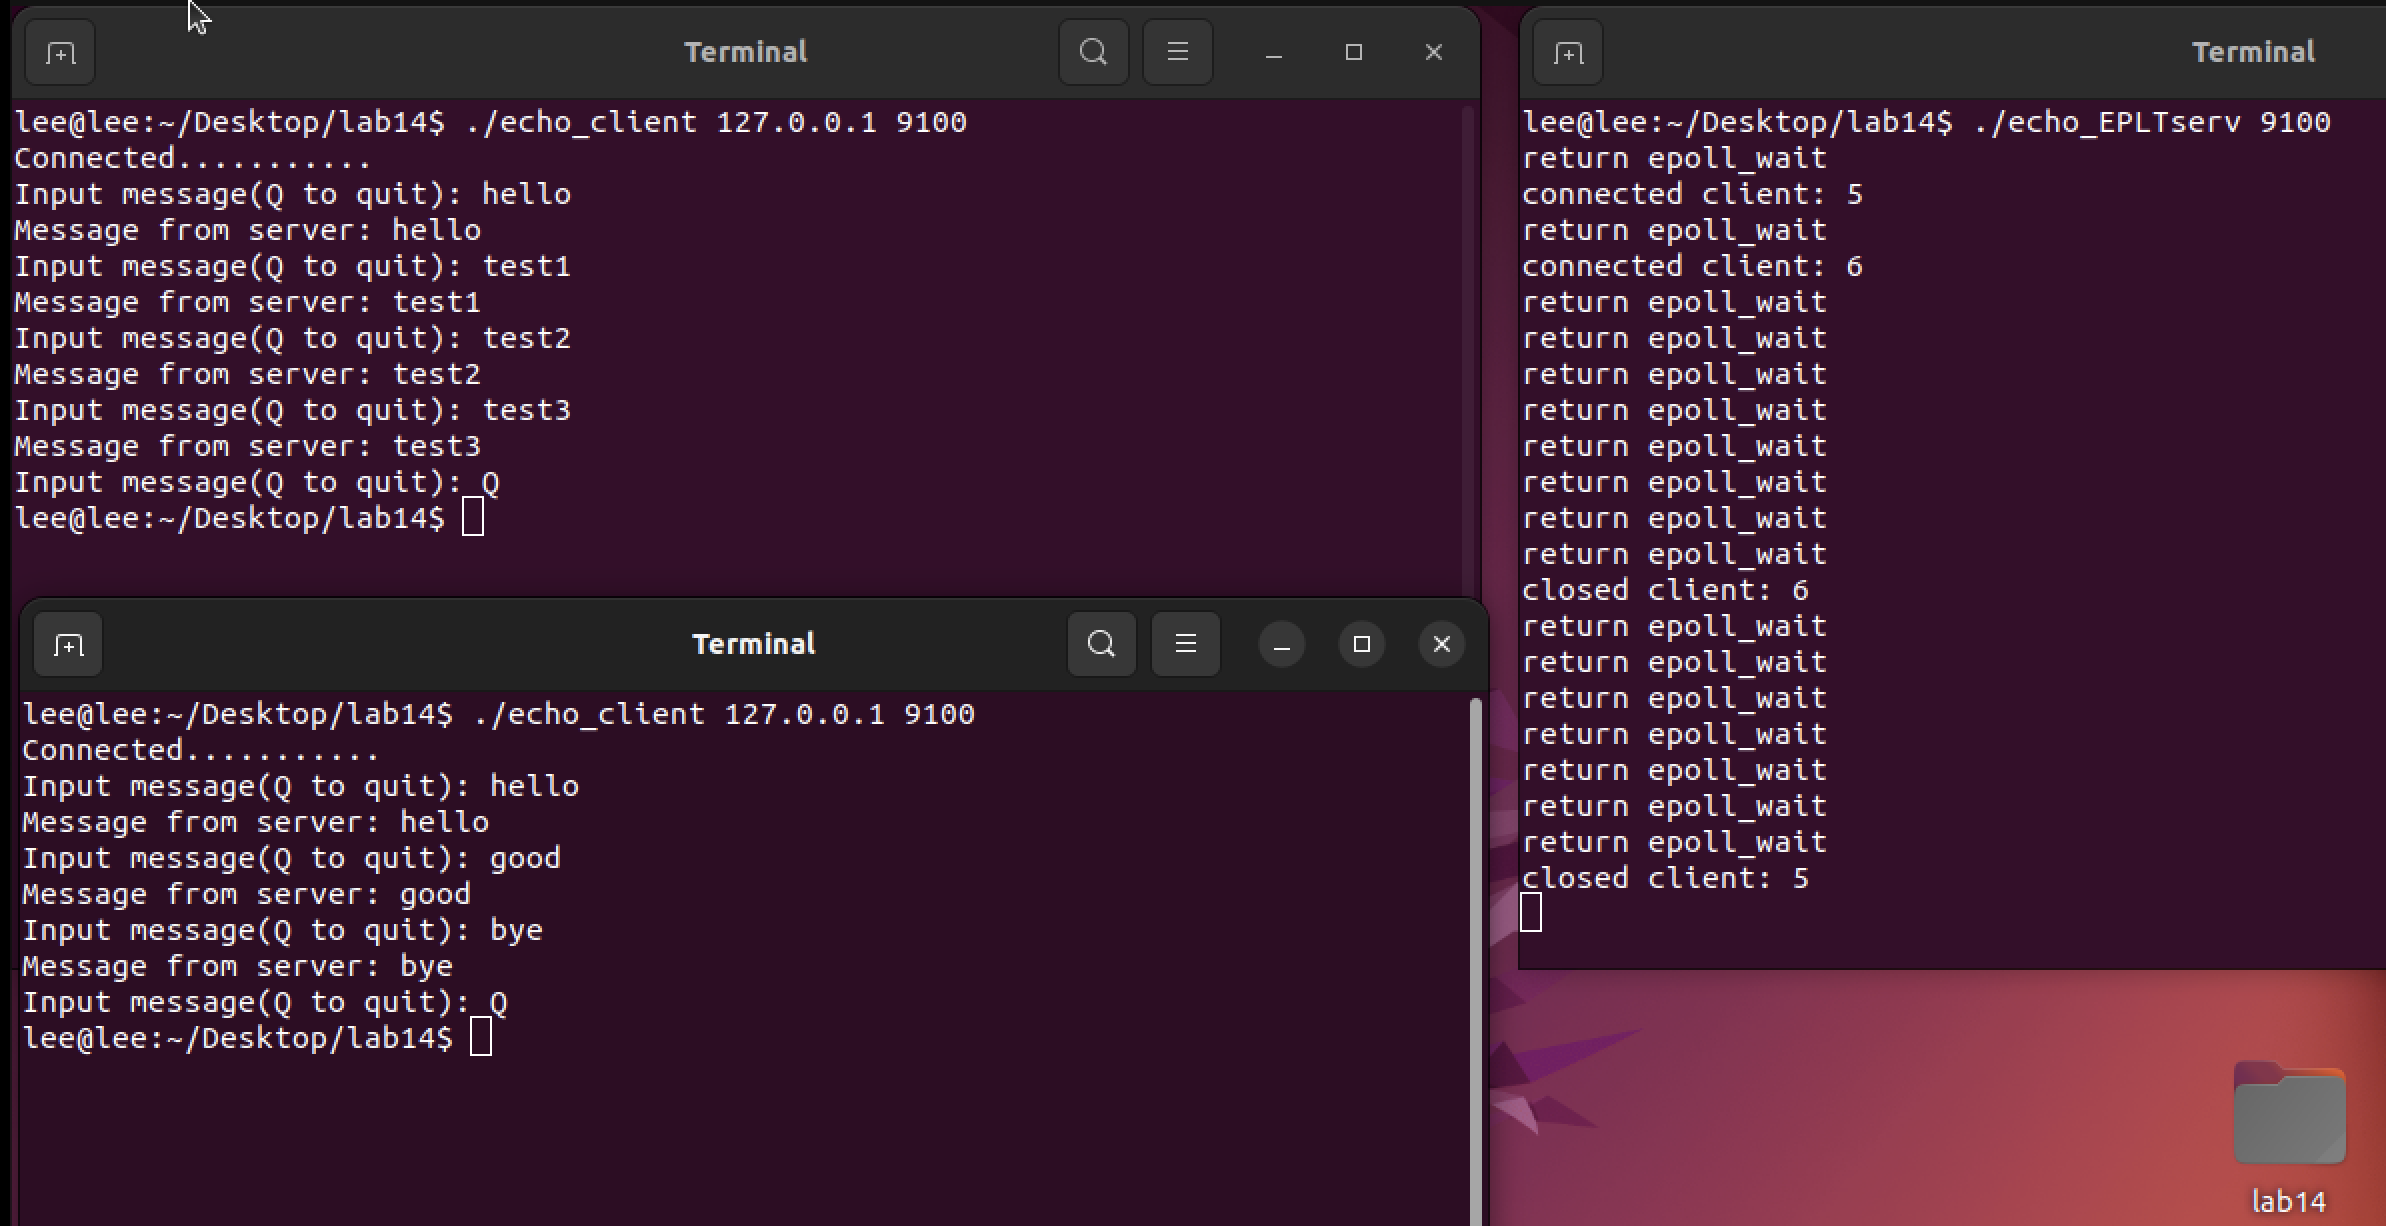 Terminal
lee@lee:~/Desktop/lab14$ ./echo_client 127.0.0.1 9100
Connected...........
Input message(Q to quit): hello
Message from server: hello
Input message(Q to quit): test1
Message from server: test1
Input message(Q to quit): test2
Message from server: test2
Input message(Q to quit): test3
Message from server: test3
Input message(Q to quit): Q
lee@lee:~/Desktop/lab14$
Terminal
lee@lee:~/Desktop/lab14$ ./echo_client 127.0.0.1 9100
Connected...........
Input message(Q to quit): hello
Message from server: hello
Input message(Q to quit): good
Message from server: good
Input message(Q to quit): bye
Message from server: bye
Input message(Q to quit): Q
lee@lee:~/Desktop/lab14$
Terminal
lee@lee:~/Desktop/lab14$ ./echo_EPLTserv 9100
return epoll_wait
connected client: 5
return epoll_wait
connected client: 6
return epoll_wait
return epoll_wait
return epoll_wait
return epoll_wait
return epoll_wait
return epoll_wait
return epoll_wait
return epoll_wait
closed client: 6
return epoll_wait
return epoll_wait
return epoll_wait
return epoll_wait
return epoll_wait
return epoll_wait
return epoll_wait
closed client: 5
lab14